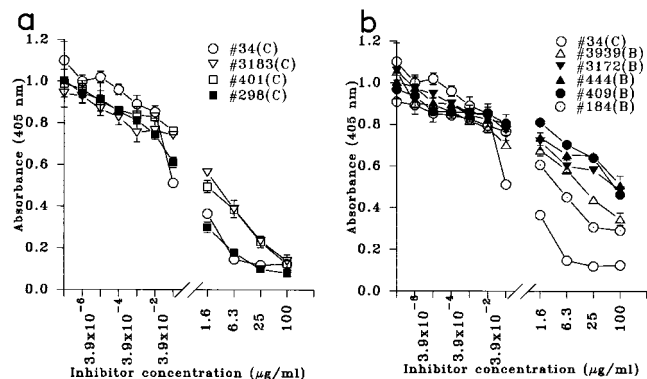 a
#34(C)
#3183(C)
#401(C)
#298(C)
Absorbance (405 nm)
1.2
1.0
0.8
0.6
0.4
0.2
0.0
3.9x10⁻⁶
3.9x10⁻⁴
3.9x10⁻²
1.6
6.3
25
100
Inhibitor concentration (μg/ml)
b
#34(C)
#3939(B)
#3172(B)
#444(B)
#409(B)
#184(B)
Absorbance (405 nm)
1.2
1.0
0.8
0.6
0.4
0.2
0.0
3.9x10⁻⁶
3.9x10⁻⁴
3.9x10⁻²
1.6
6.3
25
100
Inhibitor concentration (μg/ml)